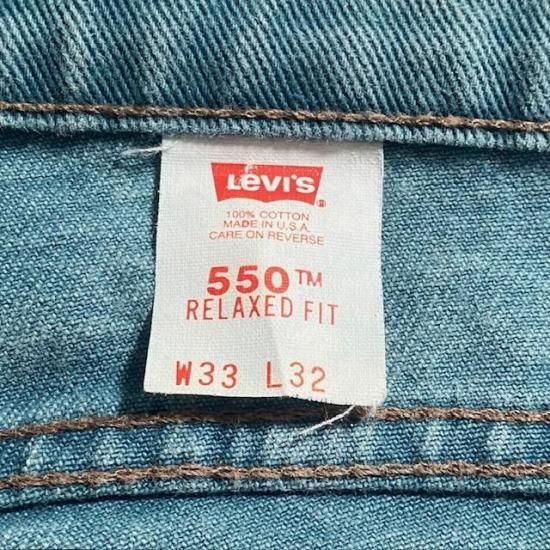 Levi's
100% COTTON
MADE IN U.S.A.
CARE ON REVERSE
550™
RELAXED FIT
W33 L32